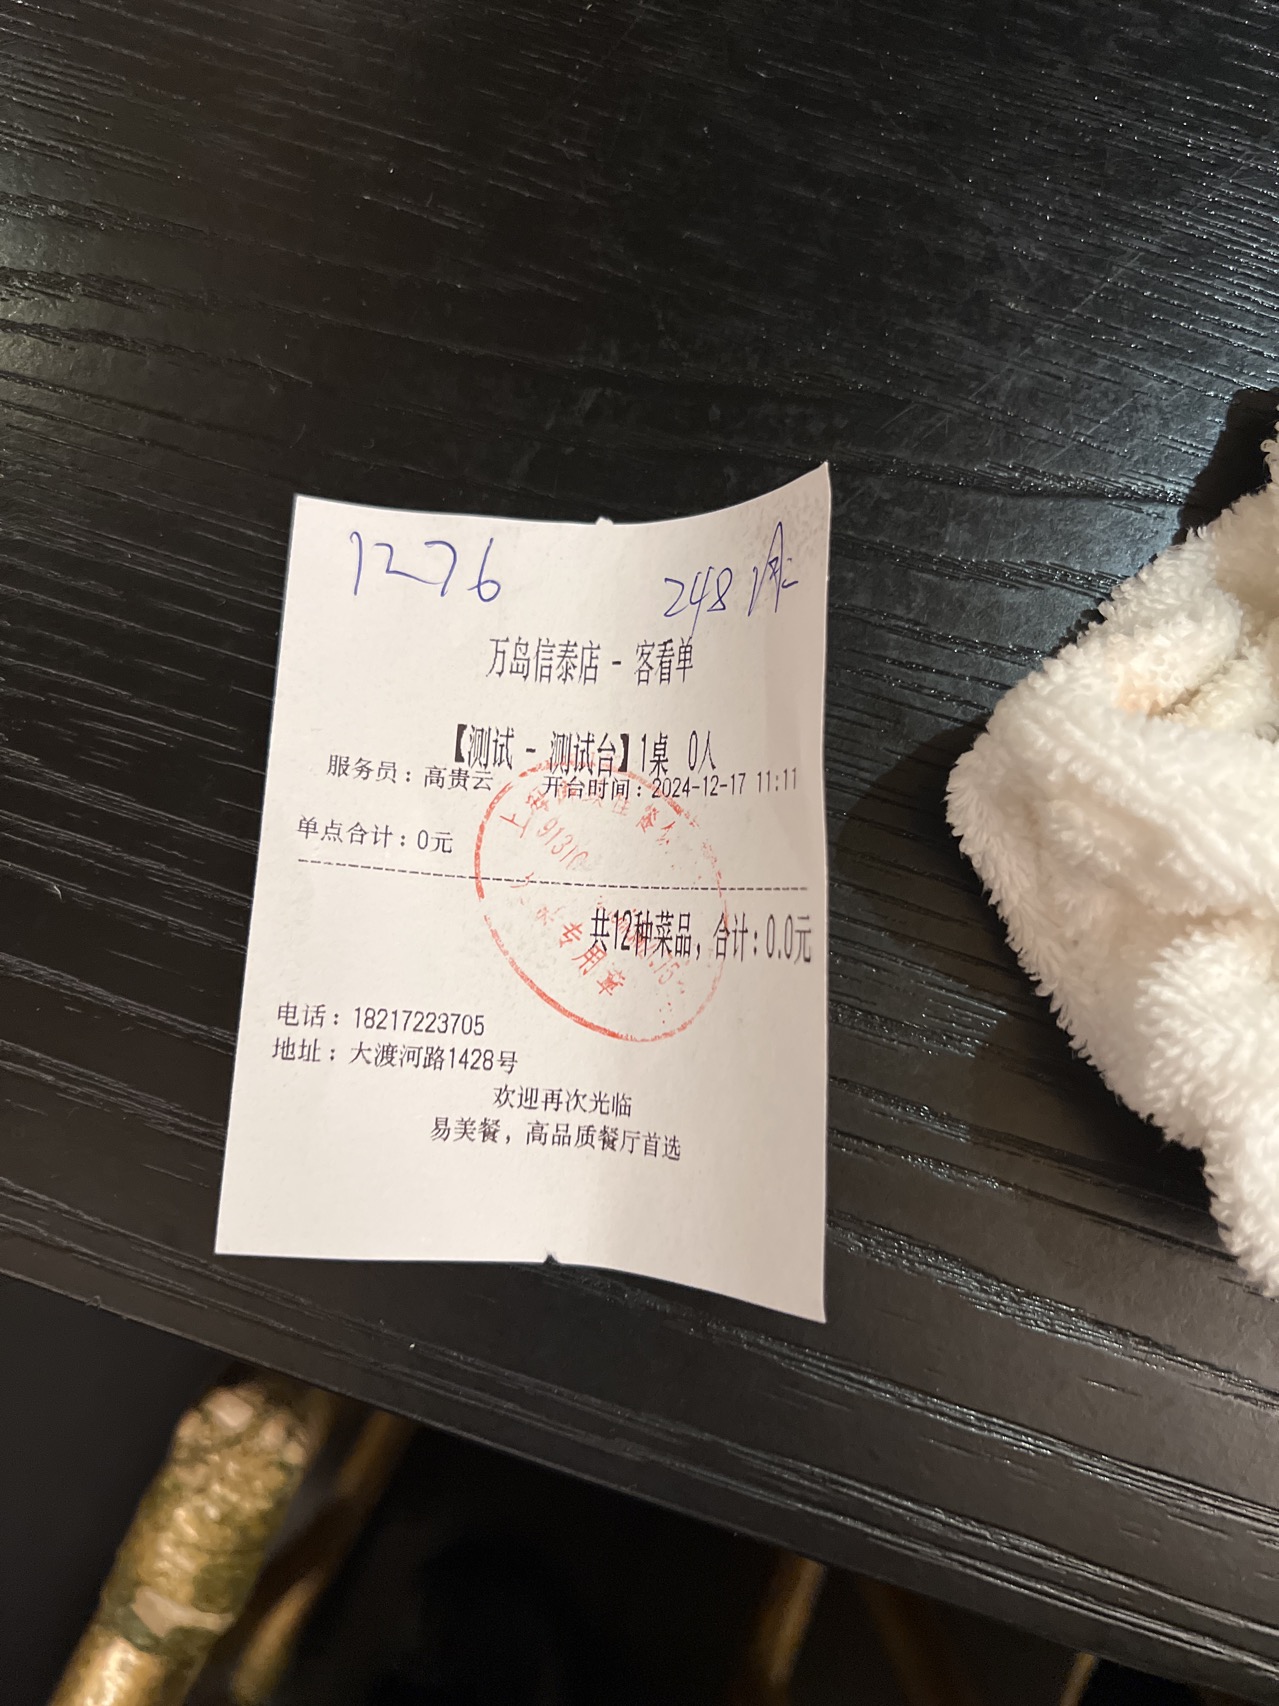 1276
248
万岛信泰店 - 客看单
【测试 - 测试台】1桌 0人
服务员：高贵云 开台时间：2024-12-17 11:11
单点合计：0元
共12种菜品, 合计：0.0元
专用章
电话：18217223705
地址：大渡河路1428号
欢迎再次光临
易美餐，高品质餐厅首选